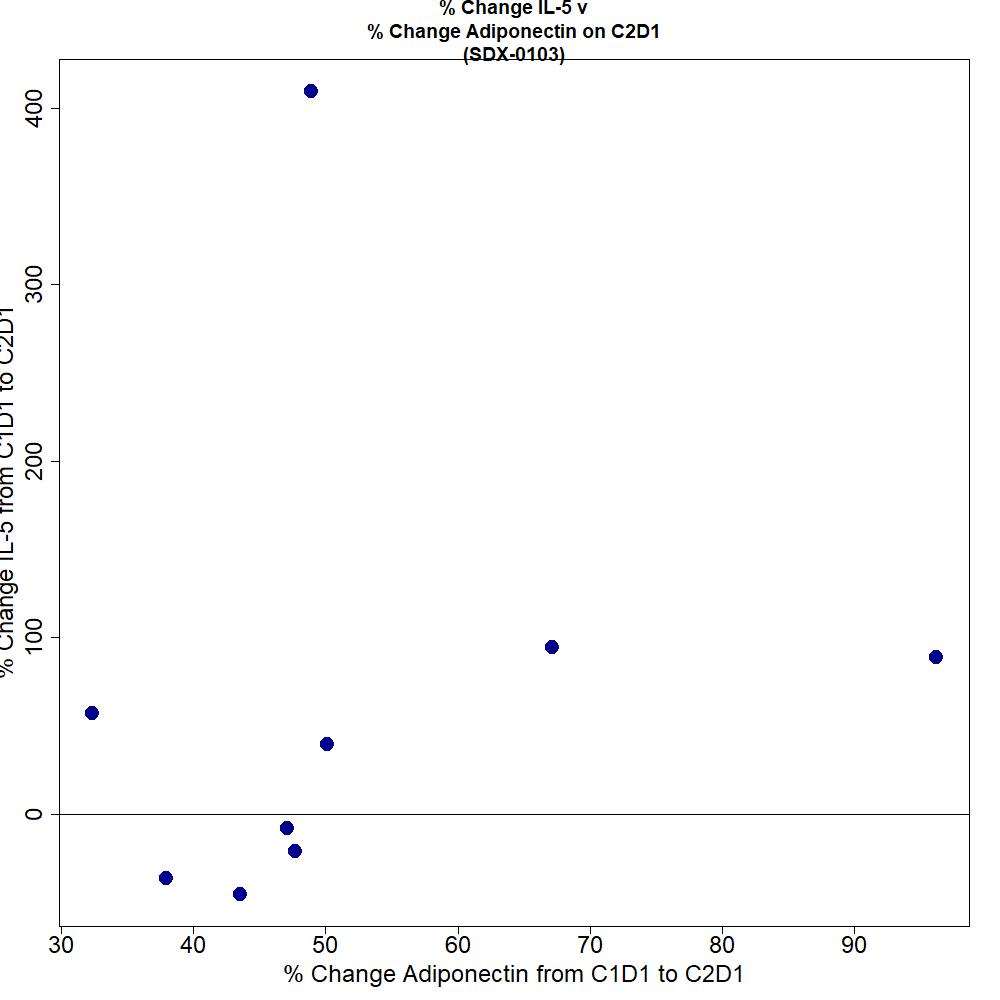 % Change IL-5 v
% Change Adiponectin on C2D1
(SDX-0103)
% Change IL-5 from C1D1 to C2D1
400
300
200
100
0
30 40 50 60 70 80 90
% Change Adiponectin from C1D1 to C2D1